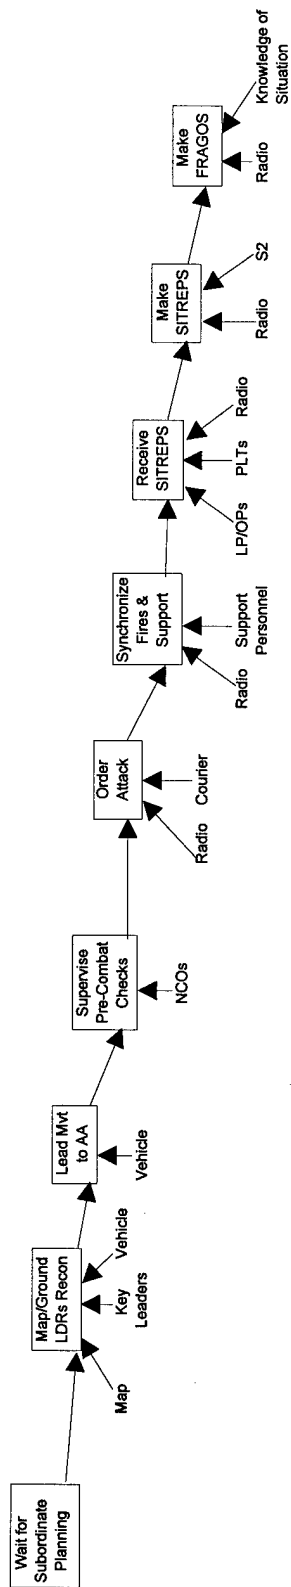 Wait for
Subordinate
Planning
Map/Ground
LDRs Recon
Map
Key
Leaders
Vehicle
Lead Mvt
to AA
Vehicle
Supervise
Pre-Combat
Checks
NCOs
Order
Attack
Radio
Courier
Synchronize
Fires &
Support
Radio
Support
Personnel
Receive
SITREPS
LP/OPs
PLTs
Radio
Make
SITREPS
Radio
S2
Make
FRAGOS
Radio
Knowledge of
Situation